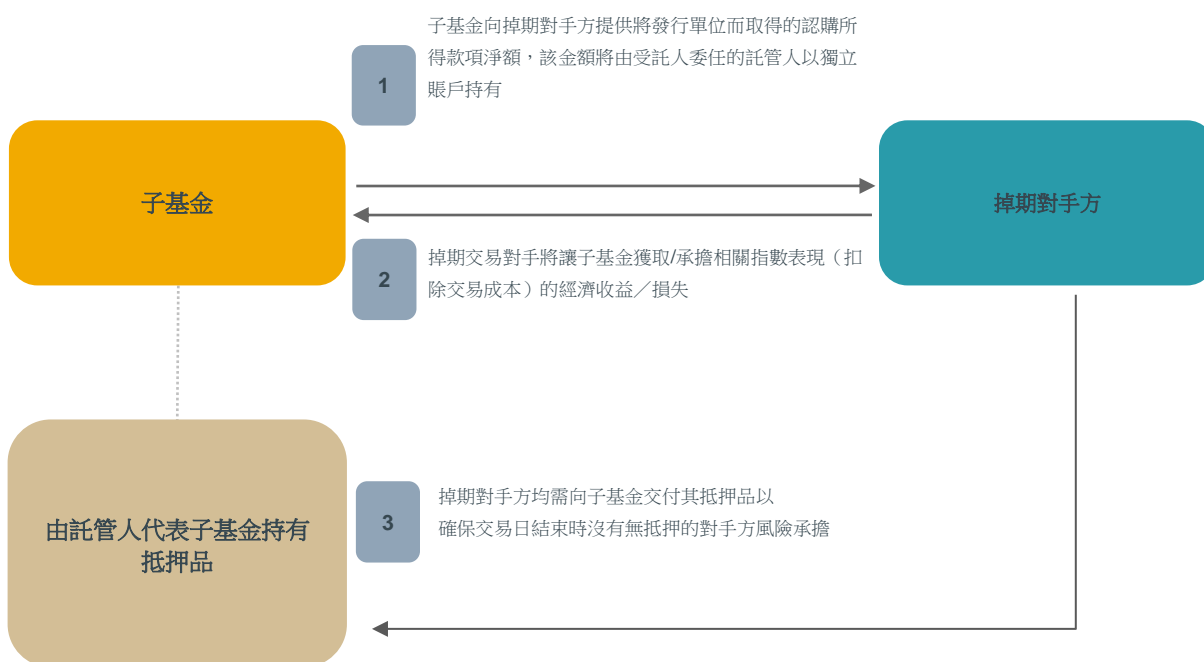 子基金向掉期對手方提供將發行單位而取得的認購所
得款項淨額，該金額將由受託人委任的託管人以獨立
賬戶持有
1
子基金
掉期對手方
2
掉期交易對手將讓子基金獲取/承擔相關指數表現（扣
除交易成本）的經濟收益／損失
3
掉期對手方均需向子基金交付其抵押品以
確保交易日結束時沒有無抵押的對手方風險承擔
由託管人代表子基金持有
抵押品